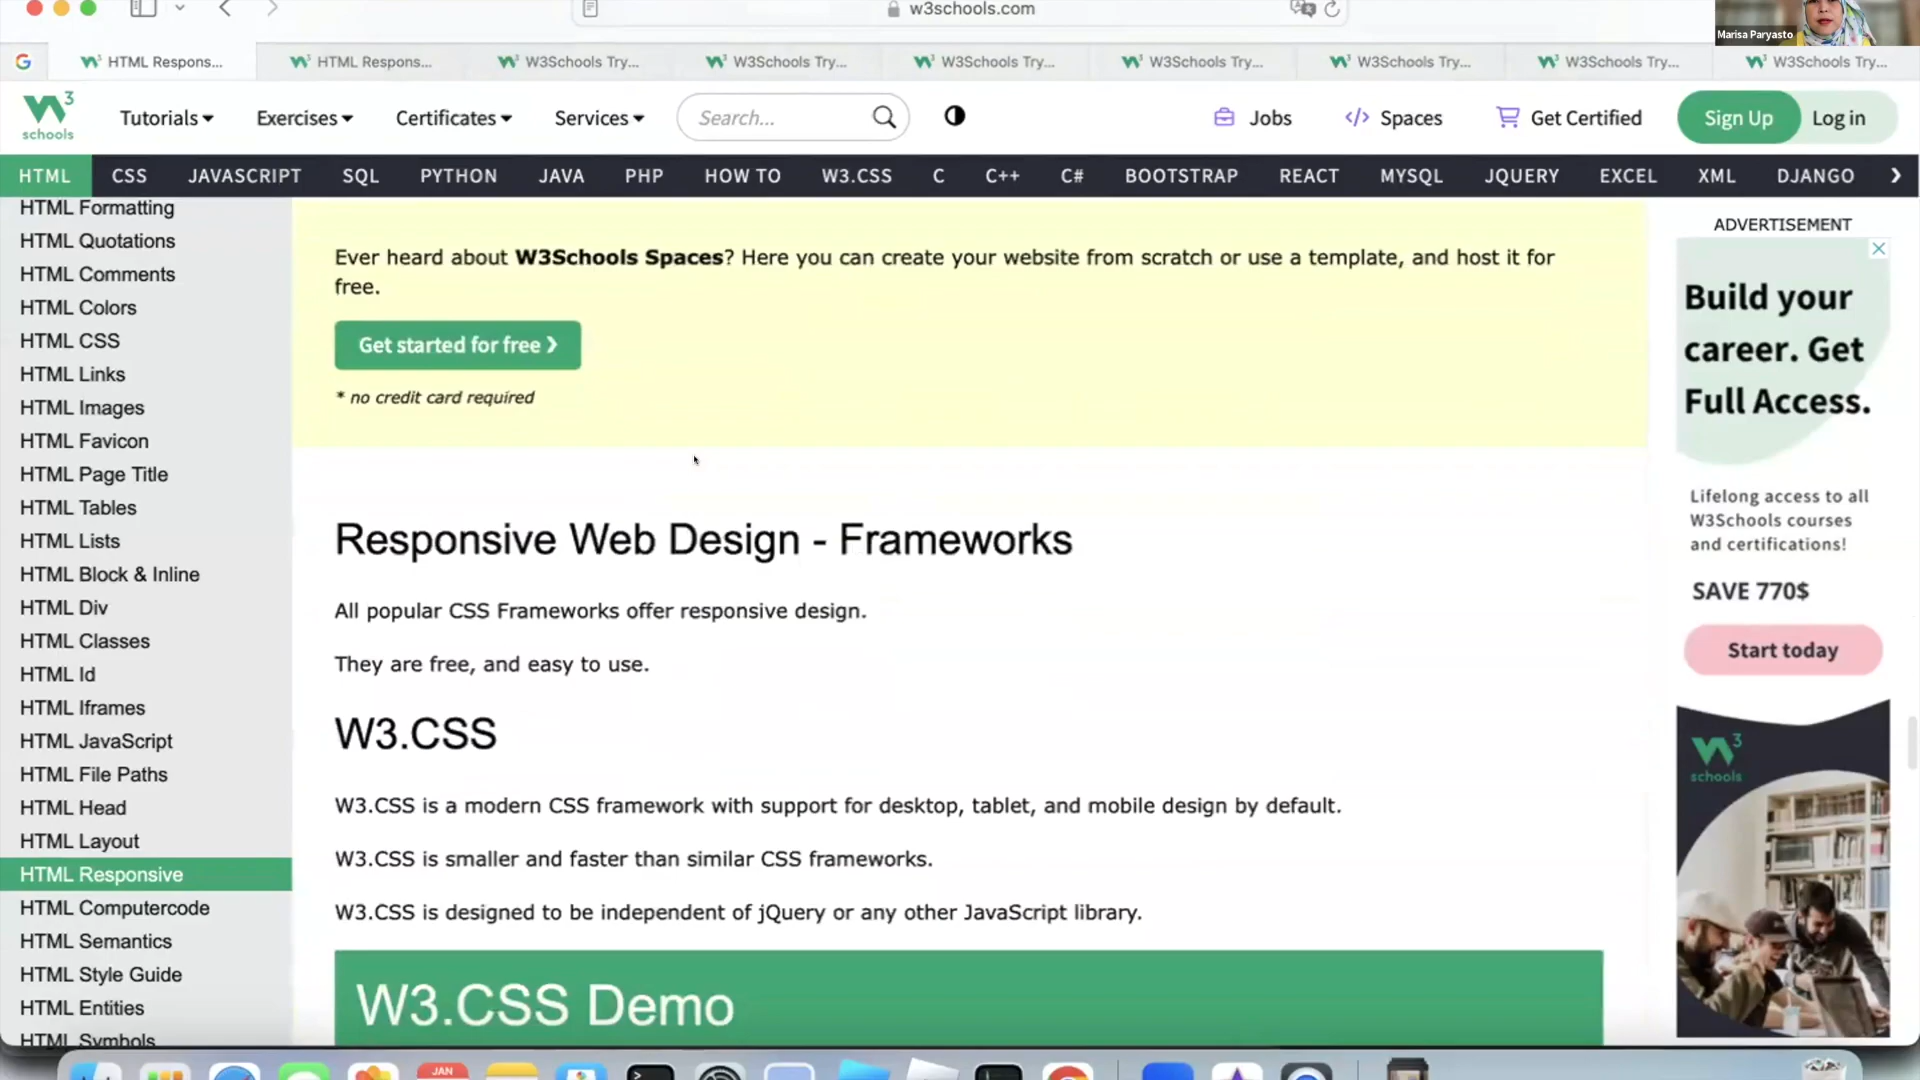 w3schools.com
Marisa Paryasto
HTML Respons...
HTML Respons...
W3Schools Try...
W3Schools Try...
W3Schools Try...
W3Schools Try...
W3Schools Try...
W3Schools Try...
W3Schools Try...
W3 schools
Tutorials
Exercises
Certificates
Services
Search...
Jobs
Spaces
Get Certified
Sign Up
Log in
HTML
CSS
JAVASCRIPT
SQL
PYTHON
JAVA
PHP
HOW TO
W3.CSS
C
C++
C#
BOOTSTRAP
REACT
MYSQL
JQUERY
EXCEL
XML
DJANGO
HTML Formatting
HTML Quotations
HTML Comments
HTML Colors
HTML CSS
HTML Links
HTML Images
HTML Favicon
HTML Page Title
HTML Tables
HTML Lists
HTML Block & Inline
HTML Div
HTML Classes
HTML Id
HTML Iframes
HTML JavaScript
HTML File Paths
HTML Head
HTML Layout
HTML Responsive
HTML Computercode
HTML Semantics
HTML Style Guide
HTML Entities
HTML Symbols
Ever heard about W3Schools Spaces? Here you can create your website from scratch or use a template, and host it for
free.
Get started for free ❯
* no credit card required
Responsive Web Design - Frameworks
All popular CSS Frameworks offer responsive design.
They are free, and easy to use.
W3.CSS
W3.CSS is a modern CSS framework with support for desktop, tablet, and mobile design by default.
W3.CSS is smaller and faster than similar CSS frameworks.
W3.CSS is designed to be independent of jQuery or any other JavaScript library.
W3.CSS Demo
ADVERTISEMENT
Build your
career. Get
Full Access.
Lifelong access to all
W3Schools courses
and certifications!
SAVE 770$
Start today
W3 schools
JAN